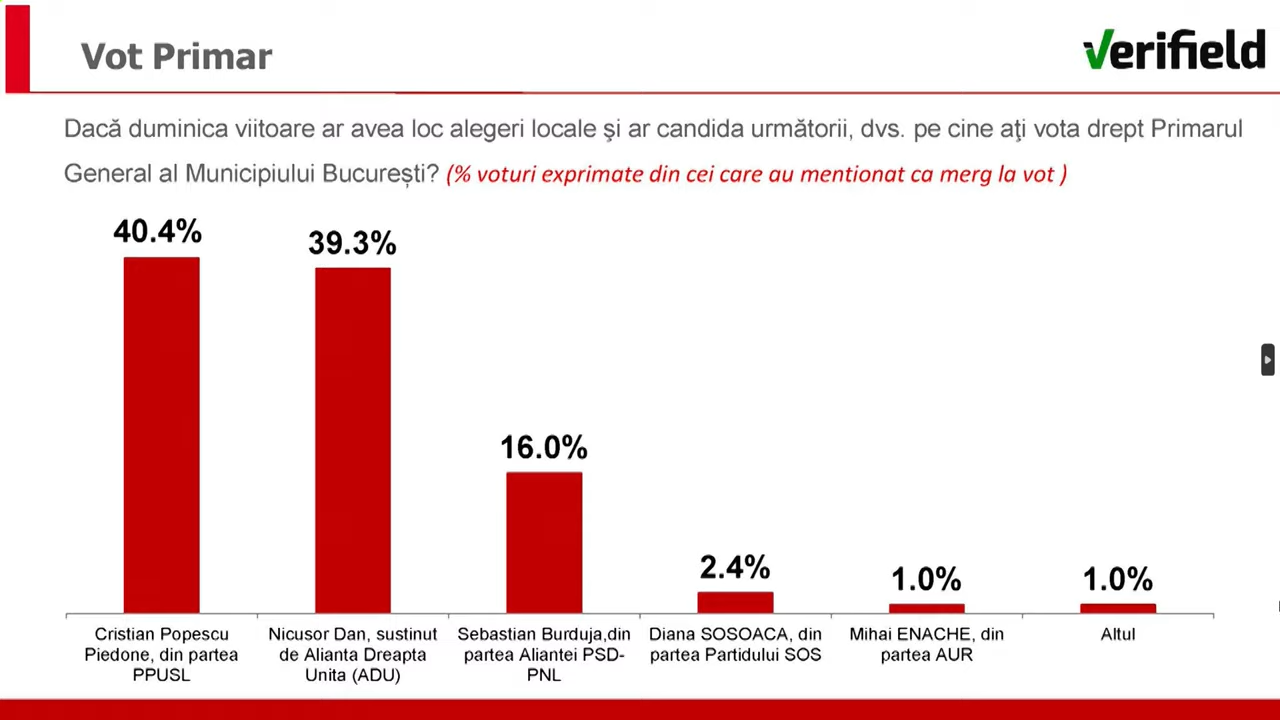 Vot Primar
Verifield
Dacă duminica viitoare ar avea loc alegeri locale şi ar candida următorii, dvs. pe cine aţi vota drept Primarul
General al Municipiului București? (% voturi exprimate din cei care au mentionat ca merg la vot )
40.4%
39.3%
16.0%
2.4%
1.0%
1.0%
Cristian Popescu
Piedone, din partea
PPUSL
Nicusor Dan, sustinut
de Alianta Dreapta
Unita (ADU)
Sebastian Burduja,din
partea Aliantei PSD-
PNL
Diana SOSOACA, din
partea Partidului SOS
Mihai ENACHE, din
partea AUR
Altul